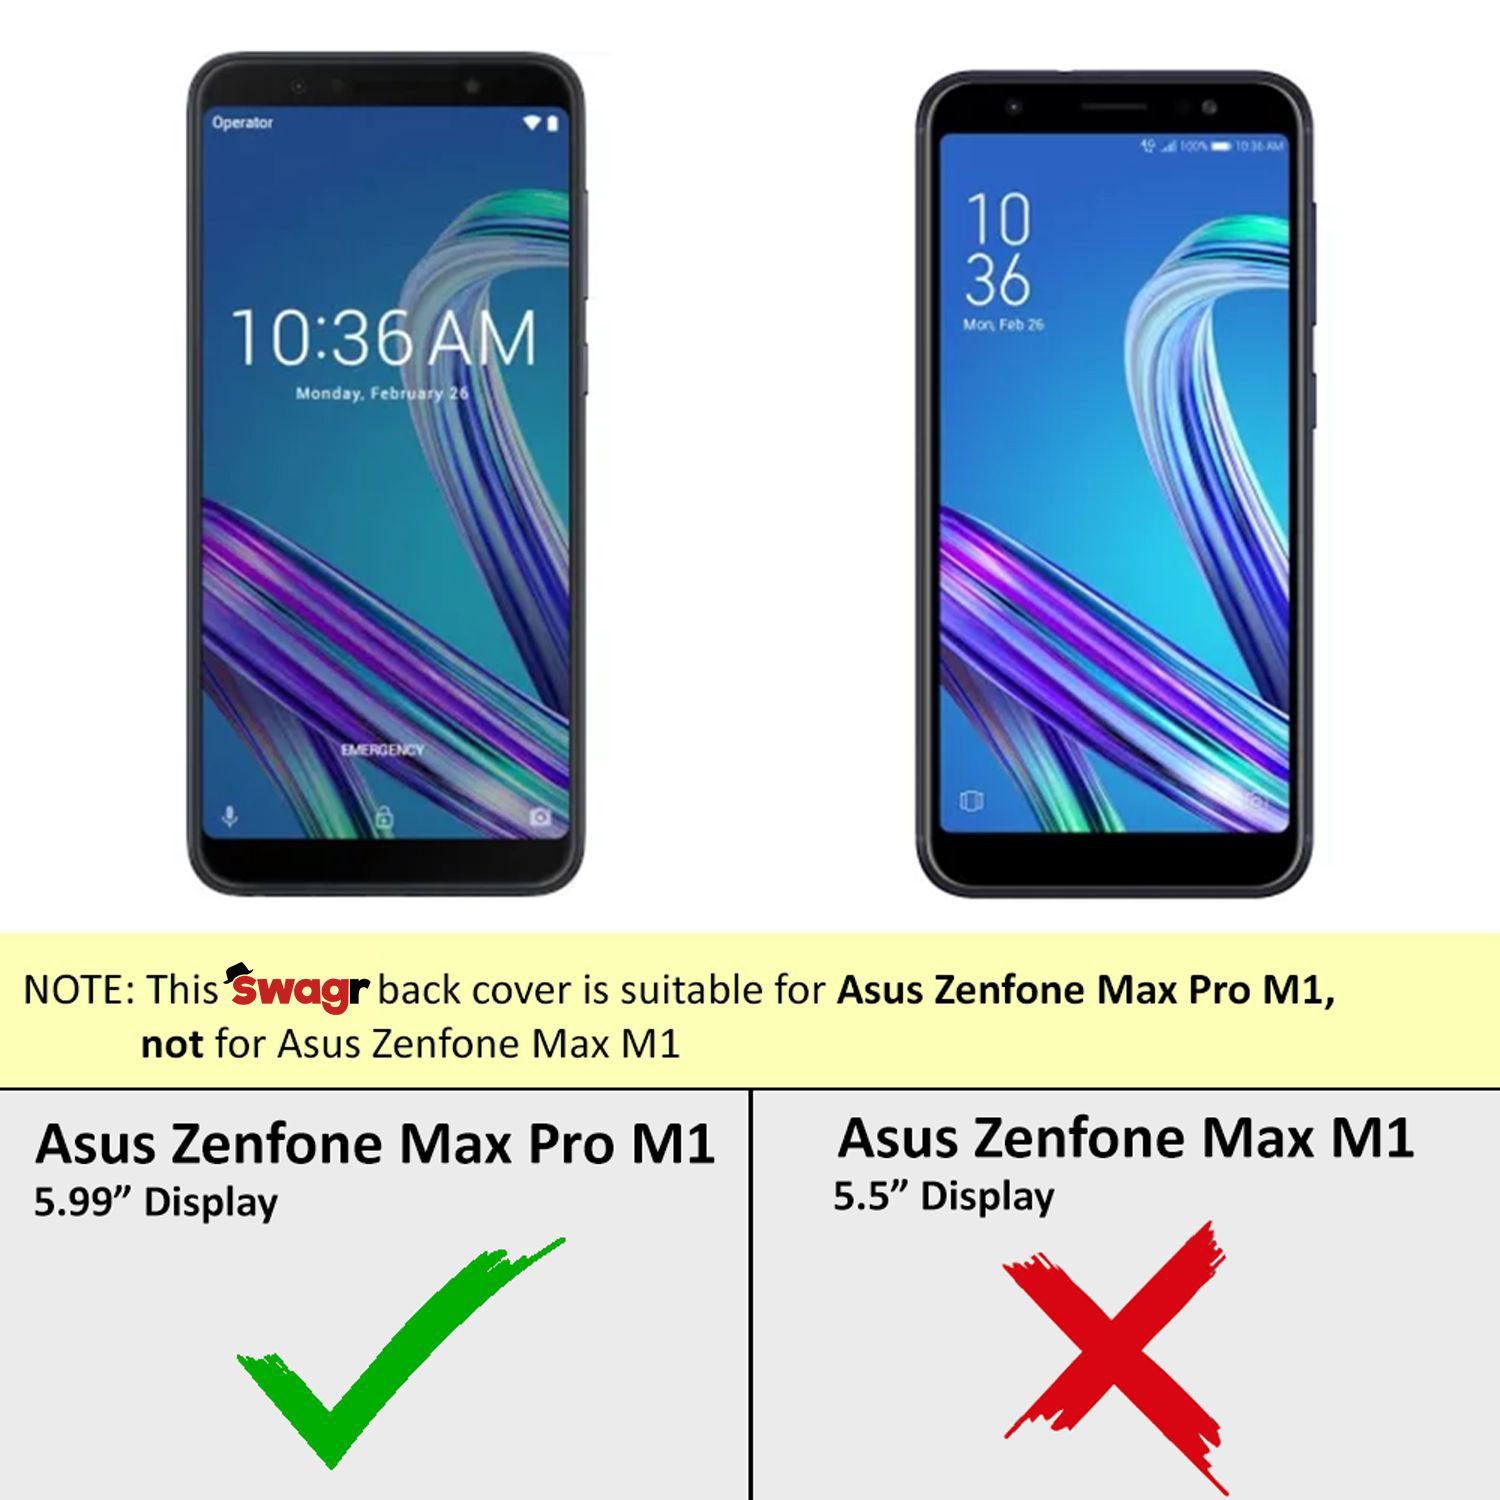 Operator
10:36 AM
Monday, February 26
EMERGENCY
4G 100% 10:36 AM
10
36
Mon, Feb 26
NOTE: This swagr back cover is suitable for Asus Zenfone Max Pro M1,
not for Asus Zenfone Max M1
Asus Zenfone Max Pro M1
5.99” Display
Asus Zenfone Max M1
5.5” Display